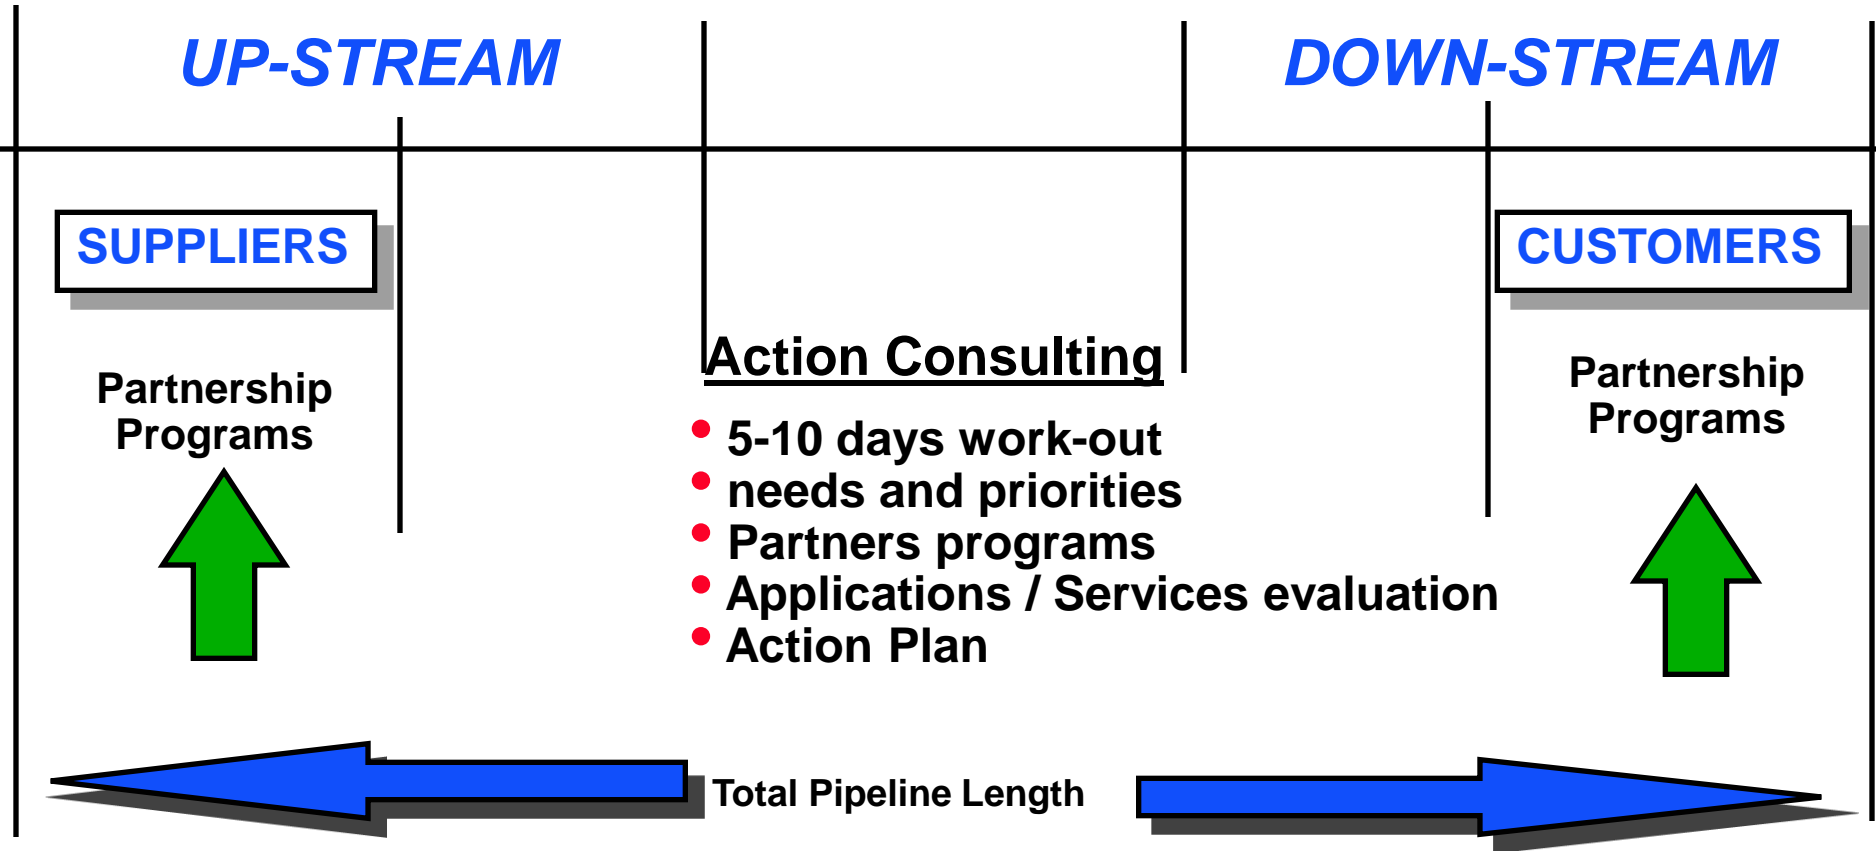 UP-STREAM
DOWN-STREAM
SUPPLIERS
CUSTOMERS
Partnership
Programs
Action Consulting
• 5-10 days work-out
• needs and priorities
• Partners programs
• Applications / Services evaluation
• Action Plan
Partnership
Programs
Total Pipeline Length